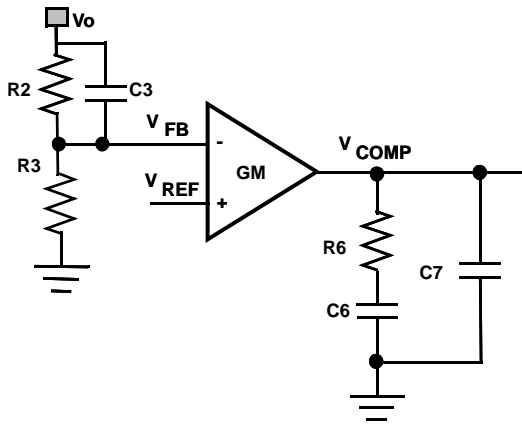 Vo
R2
C3
V FB
R3
-
GM
V COMP
V REF
+
R6
C7
C6